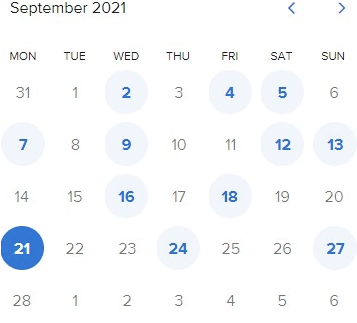 September 2021
MON TUE WED THU FRI SAT SUN
31 1 2 3 4 5 6
7 8 9 10 11 12 13
14 15 16 17 18 19 20
21 22 23 24 25 26 27
28 1 2 3 4 5 6